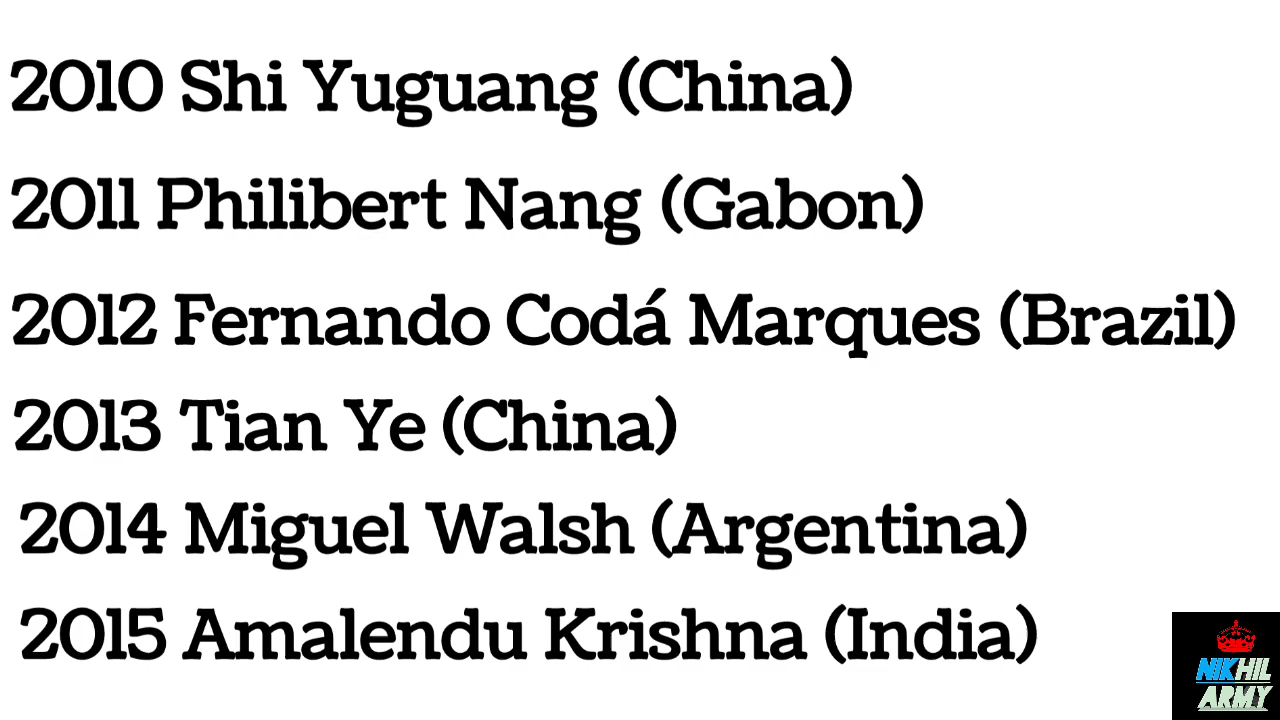 2010 Shi Yuguang (China)
2011 Philibert Nang (Gabon)
2012 Fernando Codá Marques (Brazil)
2013 Tian Ye (China)
2014 Miguel Walsh (Argentina)
2015 Amalendu Krishna (India)
NIKHIL
ARMY